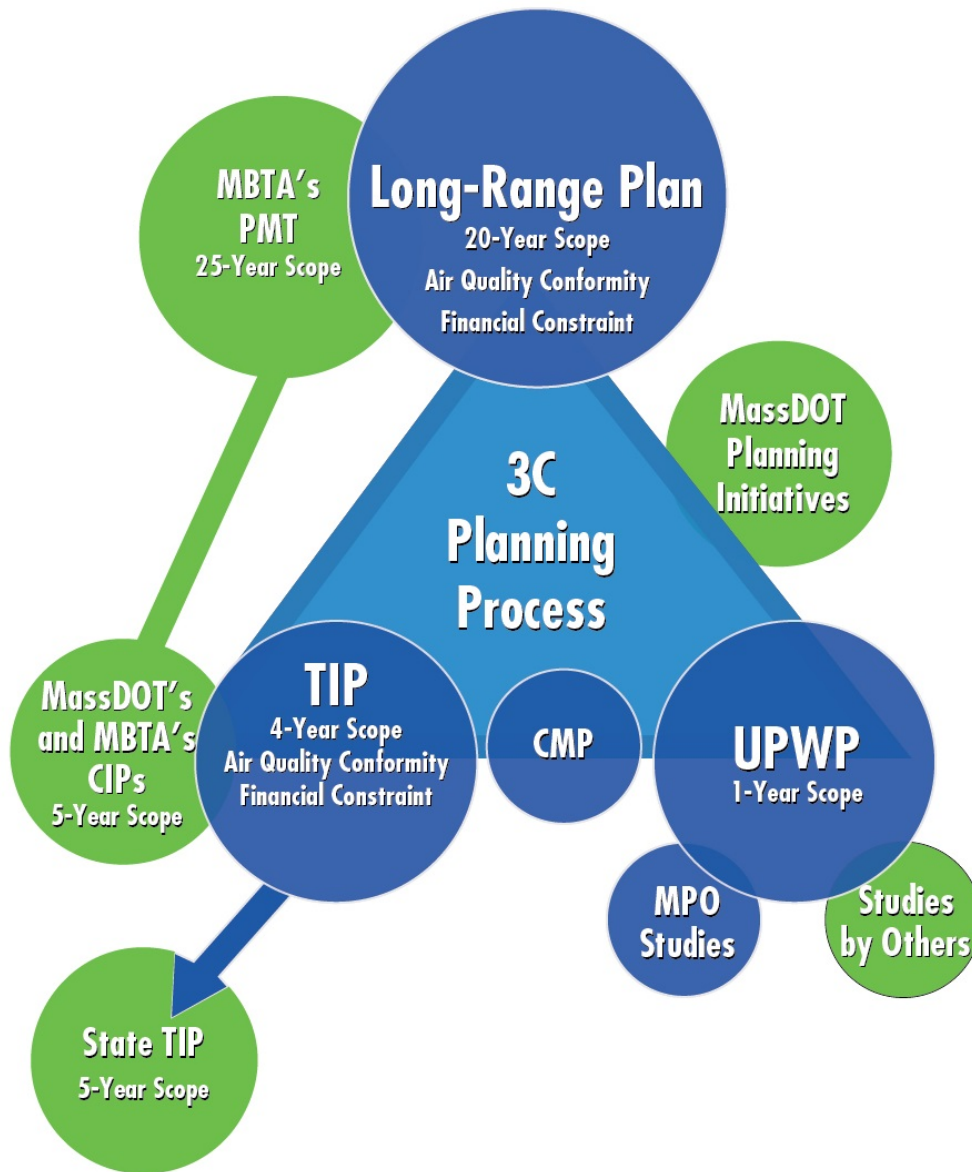 MBTA's
PMT
25-Year Scope
Long-Range Plan
20-Year Scope
Air Quality Conformity
Financial Constraint
MassDOT
Planning
Initiatives
3C
Planning
Process
MassDOT's
and MBTA's
CIPs
5-Year Scope
TIP
4-Year Scope
Air Quality Conformity
Financial Constraint
CMP
UPWP
1-Year Scope
MPO
Studies
Studies
by Others
State TIP
5-Year Scope